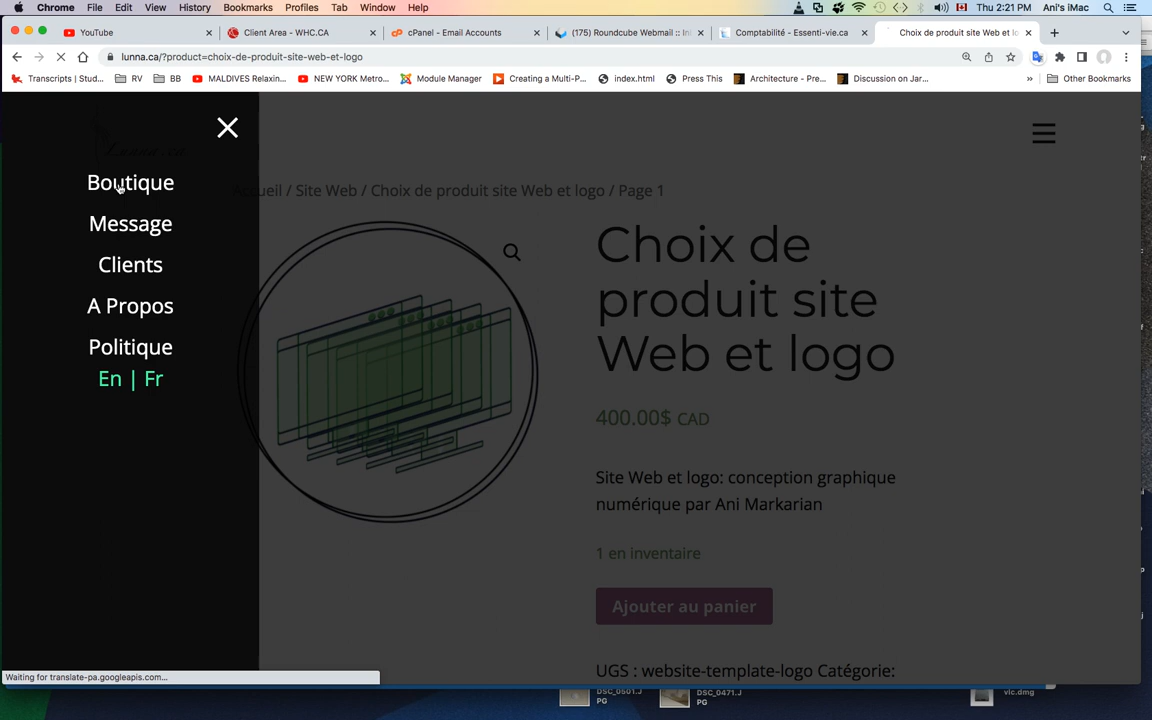 Chrome File Edit View History Bookmarks Profiles Tab Window Help Thu 2:21 PM Ani's iMac
YouTube Client Area - WHC.CA cPanel - Email Accounts (175) Roundcube Webmail :: In Comptabilité - Essenti-vie.ca Choix de produit site Web et lo
lunna.ca/?product=choix-de-produit-site-web-et-logo
Transcripts | Stud... RV BB MALDIVES Relaxin... NEW YORK Metro... Module Manager Creating a Multi-P... index.html Press This Architecture - Pre... Discussion on Jar... » Other Bookmarks
Lunna.ca
Boutique
Accueil / Site Web / Choix de produit site Web et logo / Page 1
Message
Clients
A Propos
Politique
En | Fr
Choix de
produit site
Web et logo
400.00$ CAD
Site Web et logo: conception graphique
numérique par Ani Markarian
1 en inventaire
Ajouter au panier
UGS : website-template-logo Catégorie:
Waiting for translate-pa.googleapis.com...
DSC_0501.J
PG
DSC_0471.J
PG
vlc.dmg